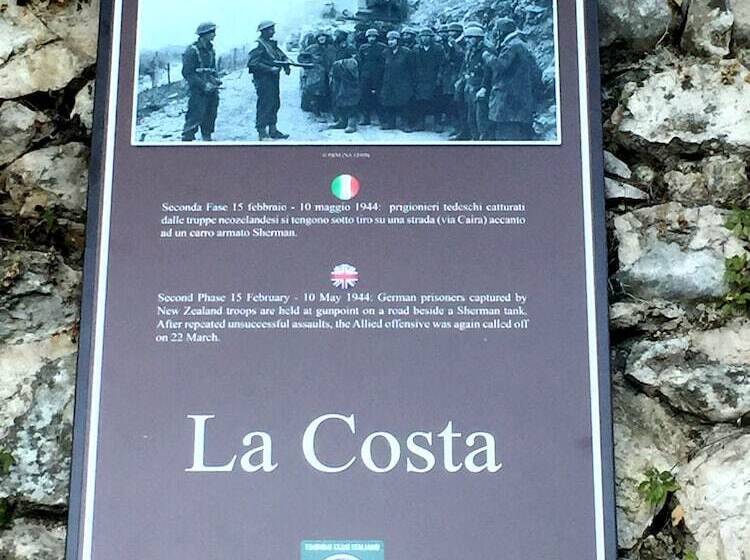 Seconda Fase 15 febbraio - 10 maggio 1944: prigionieri tedeschi catturati
dalle truppe neozelandesi si tengono sotto tiro su una strada (via Caira) accanto
ad un carro armato Sherman.
Second Phase 15 February - 10 May 1944: German prisoners captured by
New Zealand troops are held at gunpoint on a road beside a Sherman tank.
After repeated unsuccessful assaults, the Allied offensive was again called off
on 22 March.
La Costa
TOURING CLUB ITALIANO